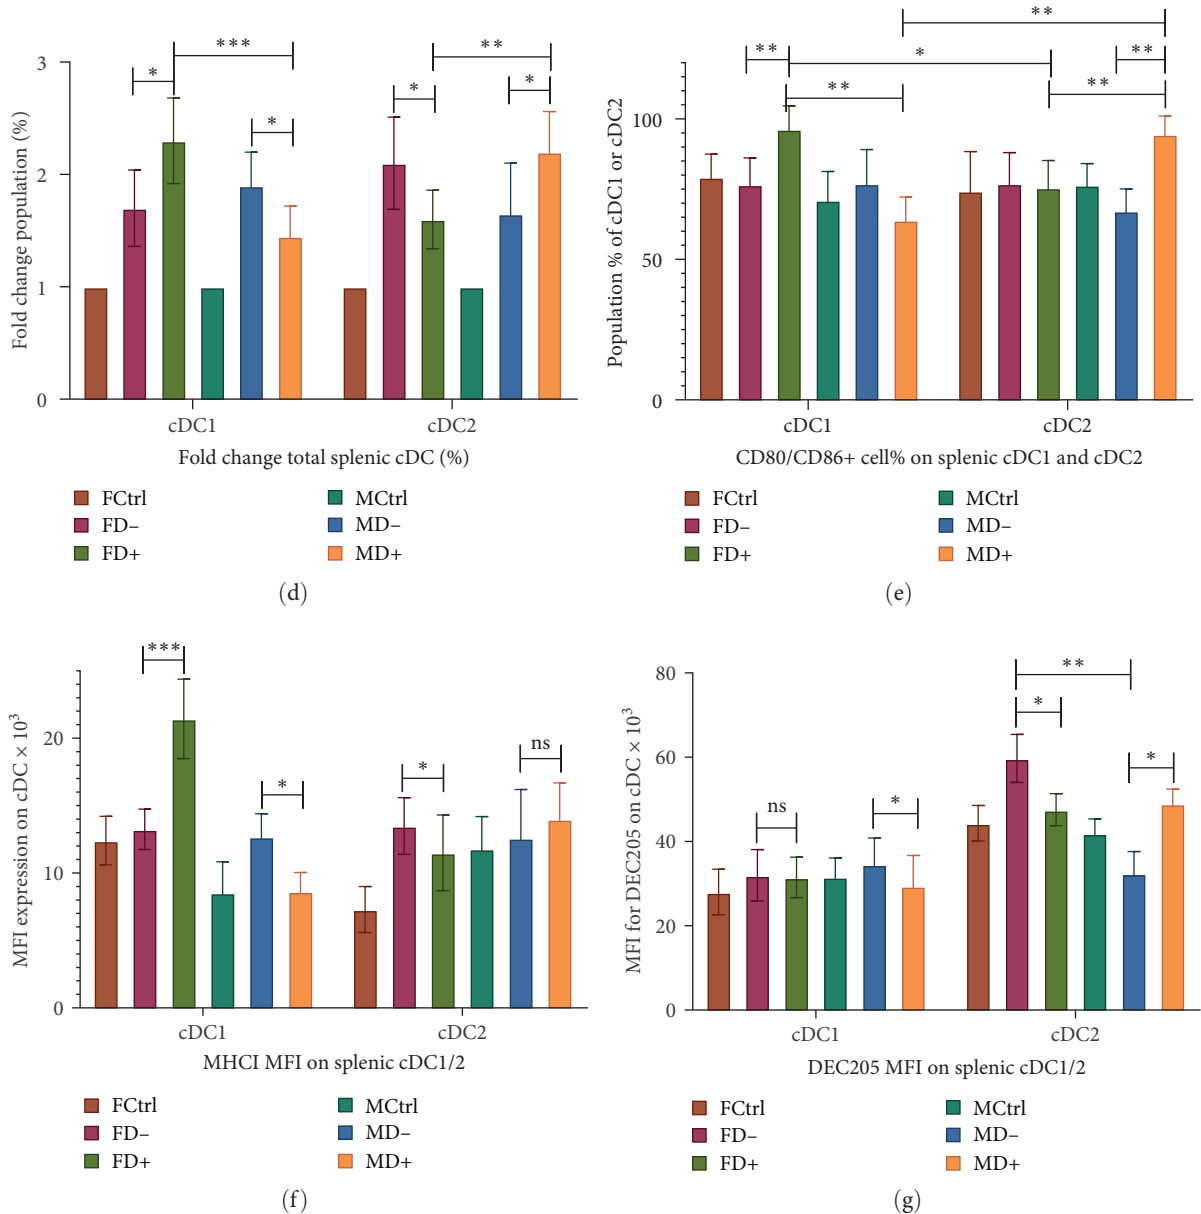 ***
**
*
*
*
*
3
2
1
0
Fold change population (%)
cDC1
cDC2
Fold change total splenic cDC (%)
FCtrl
FD–
FD+
MCtrl
MD–
MD+
(d)
**
*
**
**
**
**
100
50
0
Population % of cDC1 or cDC2
cDC1
cDC2
CD80/CD86+ cell% on splenic cDC1 and cDC2
FCtrl
FD–
FD+
MCtrl
MD–
MD+
(e)
***
*
*
ns
20
10
0
MFI expression on cDC × 10³
cDC1
cDC2
MHCI MFI on splenic cDC1/2
FCtrl
FD–
FD+
MCtrl
MD–
MD+
(f)
**
*
*
ns
*
80
60
40
20
0
MFI for DEC205 on cDC × 10³
cDC1
cDC2
DEC205 MFI on splenic cDC1/2
FCtrl
FD–
FD+
MCtrl
MD–
MD+
(g)